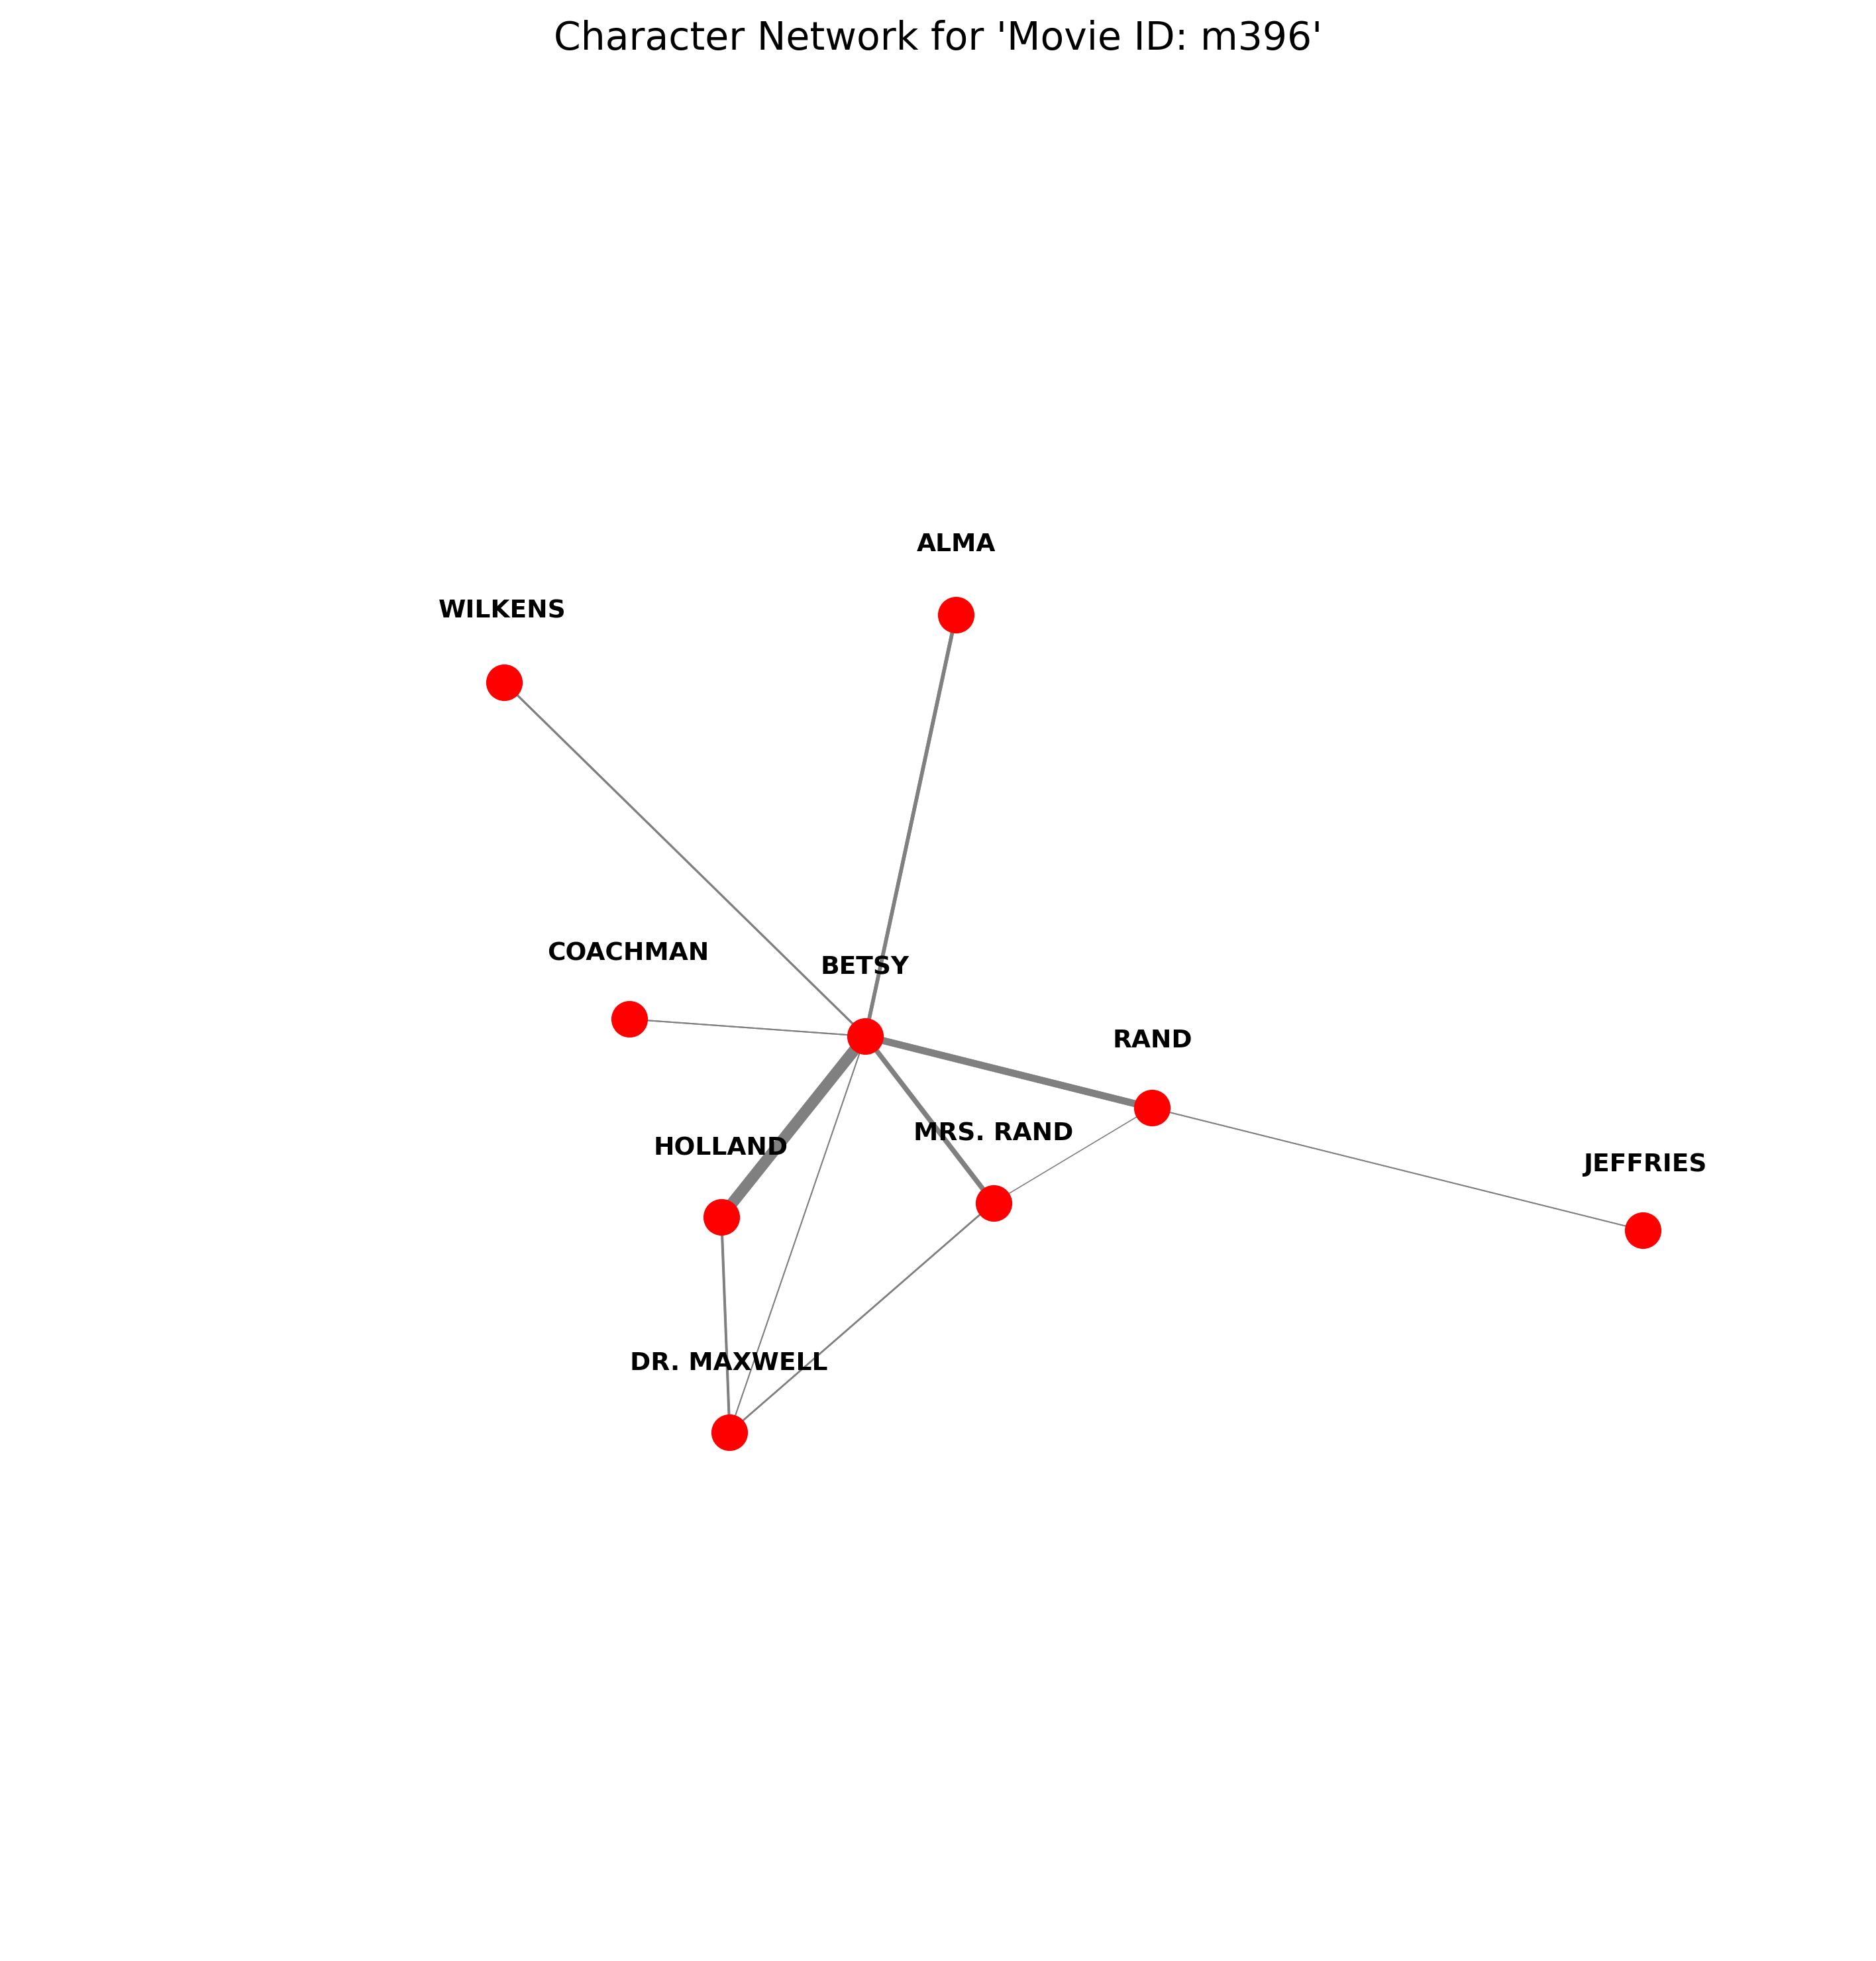 Character Network for 'Movie ID: m396'
ALMA
WILKENS
COACHMAN
BETSY
RAND
MRS. RAND
HOLLAND
JEFFRIES
DR. MAXWELL